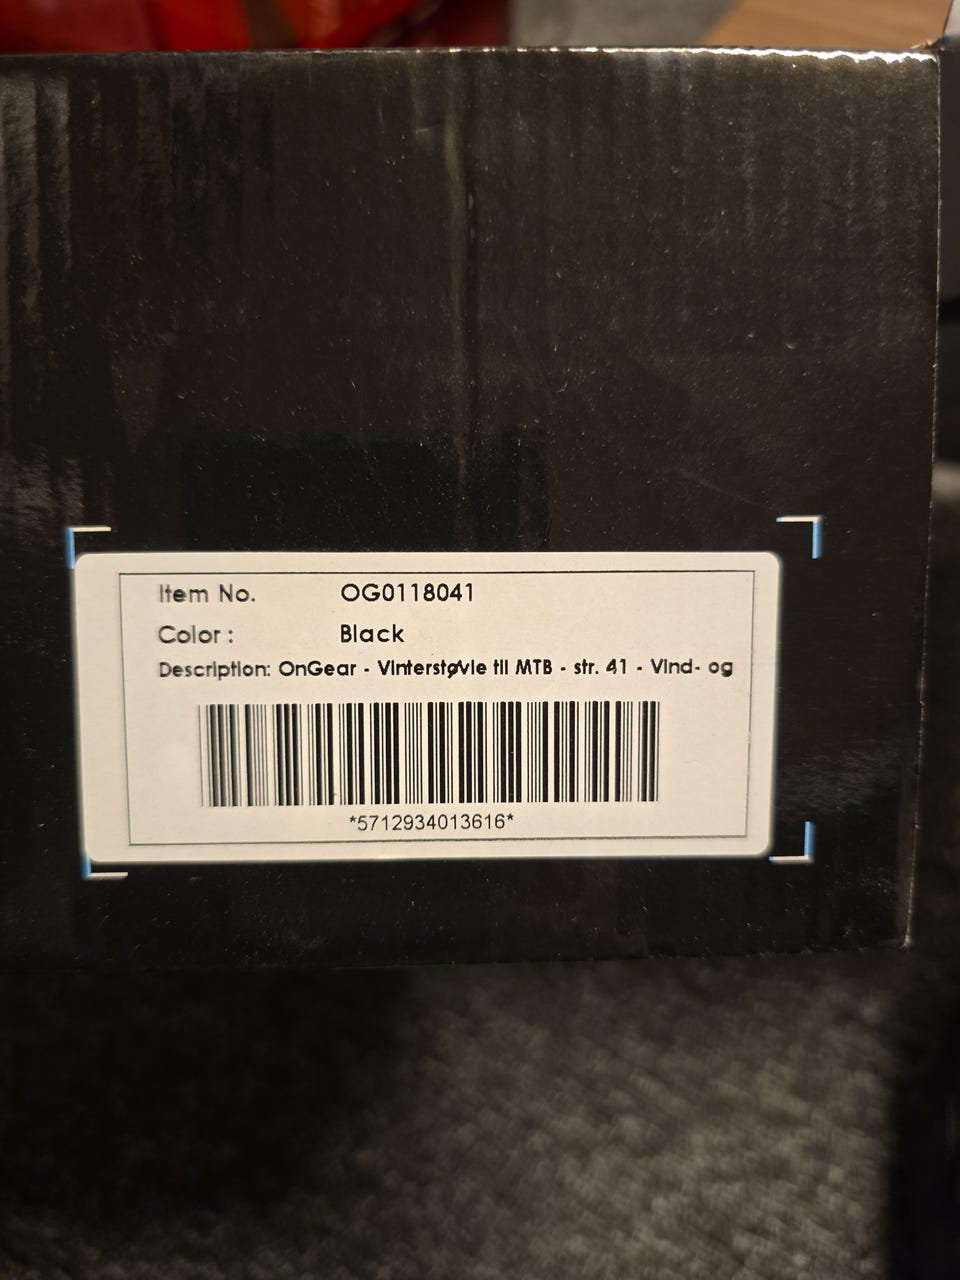 Item No. OG0118041
Color : Black
Description: OnGear - Vinterstøvle til MTB - str. 41 - Vind- og
*5712934013616*